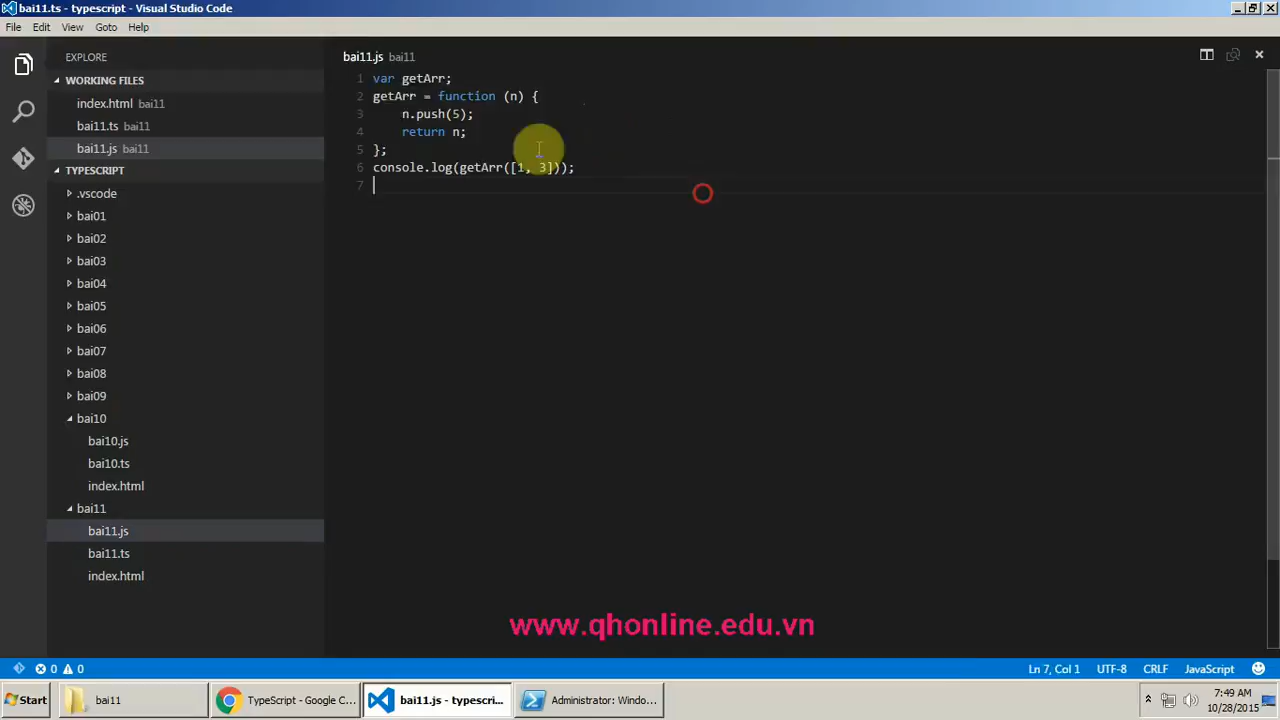 bai11.ts - typescript - Visual Studio Code
File Edit View Goto Help
EXPLORE
WORKING FILES
index.html bai11
bai11.ts bai11
bai11.js bai11
TYPESCRIPT
.vscode
bai01
bai02
bai03
bai04
bai05
bai06
bai07
bai08
bai09
bai10
bai10.js
bai10.ts
index.html
bai11
bai11.js
bai11.ts
index.html
bai11.js bai11
1 var getArr;
2 getArr = function (n) {
3 n.push(5);
4 return n;
5 };
6 console.log(getArr([1, 3]));
7
www.qhonline.edu.vn
0 0 Ln 7, Col 1 UTF-8 CRLF JavaScript
Start bai11 TypeScript - Google C... bai11.js - typescri... Administrator: Windo... 7:49 AM
10/28/2015